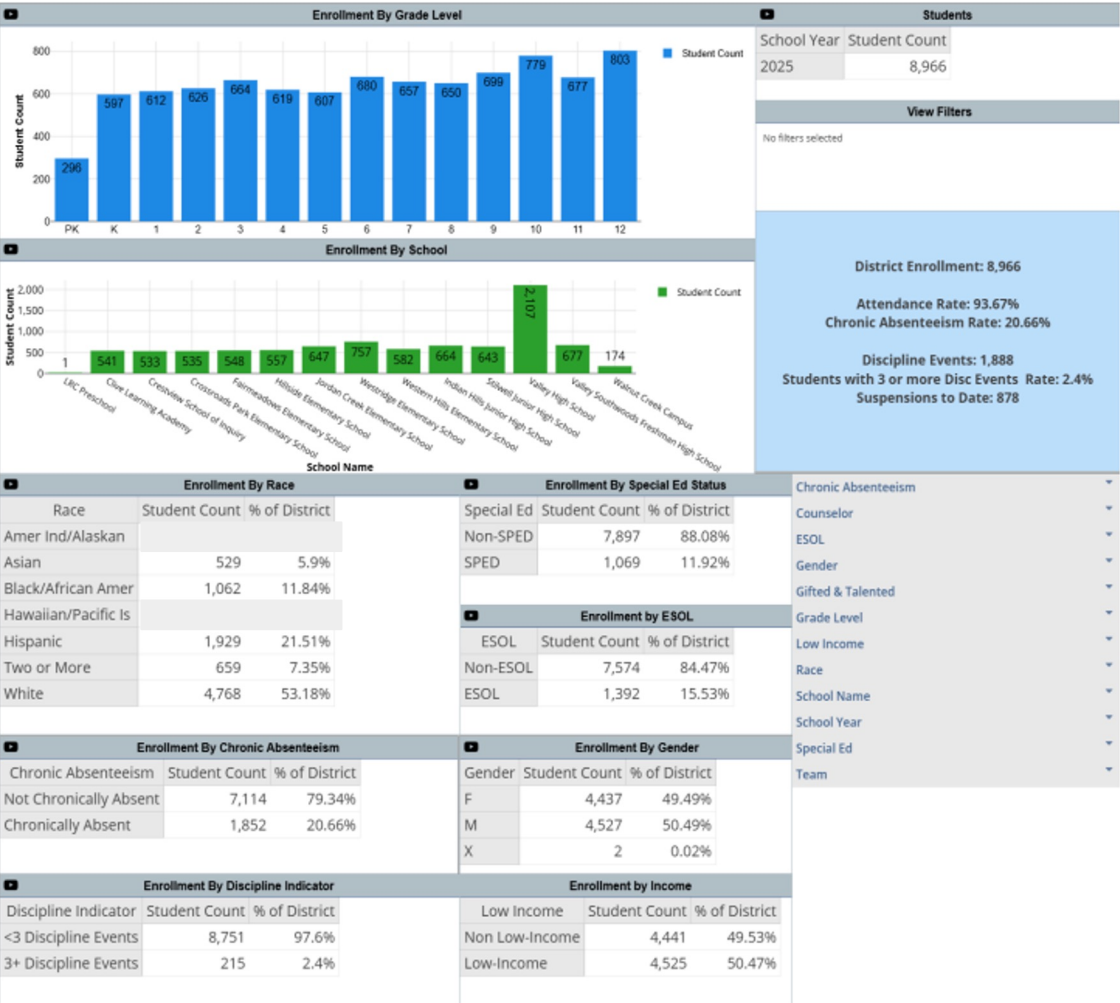 Enrollment By Grade Level
Student Count
800
600
400
200
0
296
597
612
626
664
619
607
680
657
650
699
779
677
803
PK K 1 2 3 4 5 6 7 8 9 10 11 12
Student Count
Enrollment By School
Student Count
2,000
1,500
1,000
500
0
1
541
533
535
548
557
647
757
582
664
643
2,107
677
174
LRC Preschool
Clive Learning Academy
Crestview School of Inquiry
Crossroads Park Elementary School
Fairmeadows Elementary School
Hillside Elementary School
Jordan Creek Elementary School
Westridge Elementary School
Western Hills Elementary School
Indian Hills Junior High School
Stilwell Junior High School
Valley High School
Valley Southwoods Freshman High School
Walnut Creek Campus
School Name
Student Count
Students
School Year Student Count
2025 8,966
View Filters
No filters selected
District Enrollment: 8,966
Attendance Rate: 93.67%
Chronic Absenteeism Rate: 20.66%
Discipline Events: 1,888
Students with 3 or more Disc Events Rate: 2.4%
Suspensions to Date: 878
Enrollment By Race
Race Student Count % of District
Amer Ind/Alaskan
Asian 529 5.9%
Black/African Amer 1,062 11.84%
Hawaiian/Pacific Is
Hispanic 1,929 21.51%
Two or More 659 7.35%
White 4,768 53.18%
Enrollment By Special Ed Status
Special Ed Student Count % of District
Non-SPED 7,897 88.08%
SPED 1,069 11.92%
Enrollment by ESOL
ESOL Student Count % of District
Non-ESOL 7,574 84.47%
ESOL 1,392 15.53%
Chronic Absenteeism
Counselor
ESOL
Gender
Gifted & Talented
Grade Level
Low Income
Race
School Name
School Year
Special Ed
Team
Enrollment By Chronic Absenteeism
Chronic Absenteeism Student Count % of District
Not Chronically Absent 7,114 79.34%
Chronically Absent 1,852 20.66%
Enrollment By Gender
Gender Student Count % of District
F 4,437 49.49%
M 4,527 50.49%
X 2 0.02%
Enrollment By Discipline Indicator
Discipline Indicator Student Count % of District
<3 Discipline Events 8,751 97.6%
3+ Discipline Events 215 2.4%
Enrollment by Income
Low Income Student Count % of District
Non Low-Income 4,441 49.53%
Low-Income 4,525 50.47%